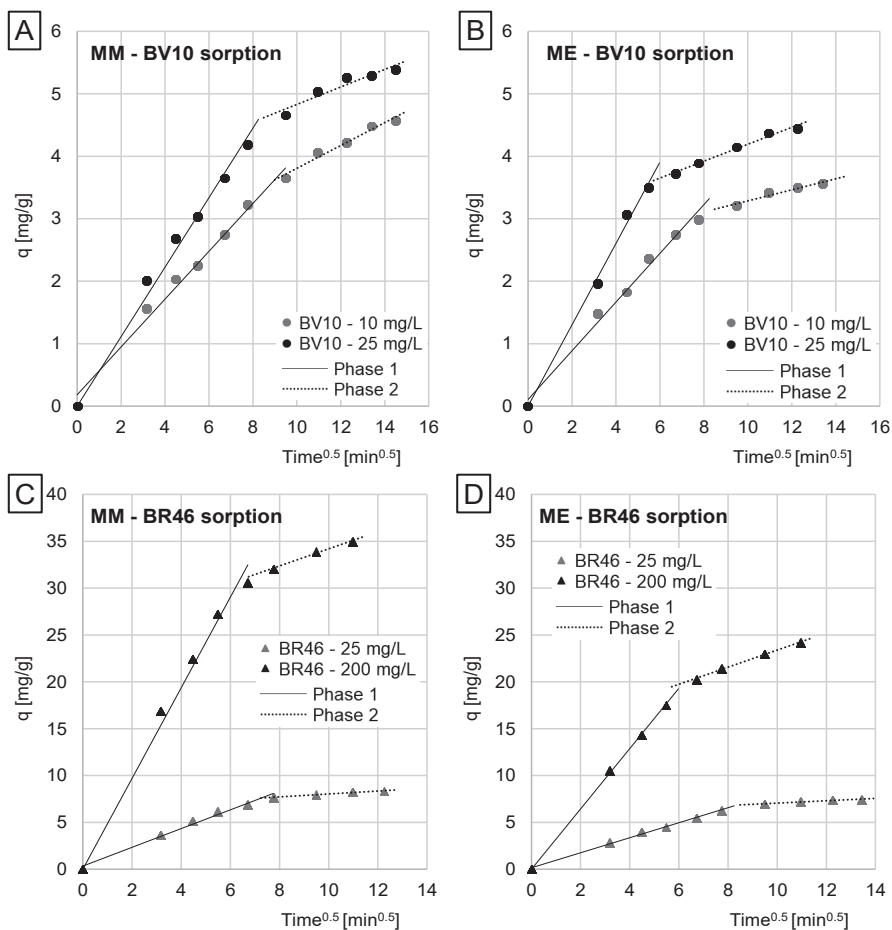 A
MM - BV10 sorption
6
5
4
3
2
1
0
q [mg/g]
BV10 - 10 mg/L
BV10 - 25 mg/L
Phase 1
Phase 2
0 2 4 6 8 10 12 14 16
Time^0.5 [min^0.5]
B
ME - BV10 sorption
6
5
4
3
2
1
0
q [mg/g]
BV10 - 10 mg/L
BV10 - 25 mg/L
Phase 1
Phase 2
0 2 4 6 8 10 12 14 16
Time^0.5 [min^0.5]
C
MM - BR46 sorption
40
35
30
25
20
15
10
5
0
q [mg/g]
BR46 - 25 mg/L
BR46 - 200 mg/L
Phase 1
Phase 2
0 2 4 6 8 10 12 14
Time^0.5 [min^0.5]
D
ME - BR46 sorption
40
35
30
25
20
15
10
5
0
q [mg/g]
BR46 - 25 mg/L
BR46 - 200 mg/L
Phase 1
Phase 2
0 2 4 6 8 10 12 14
Time^0.5 [min^0.5]